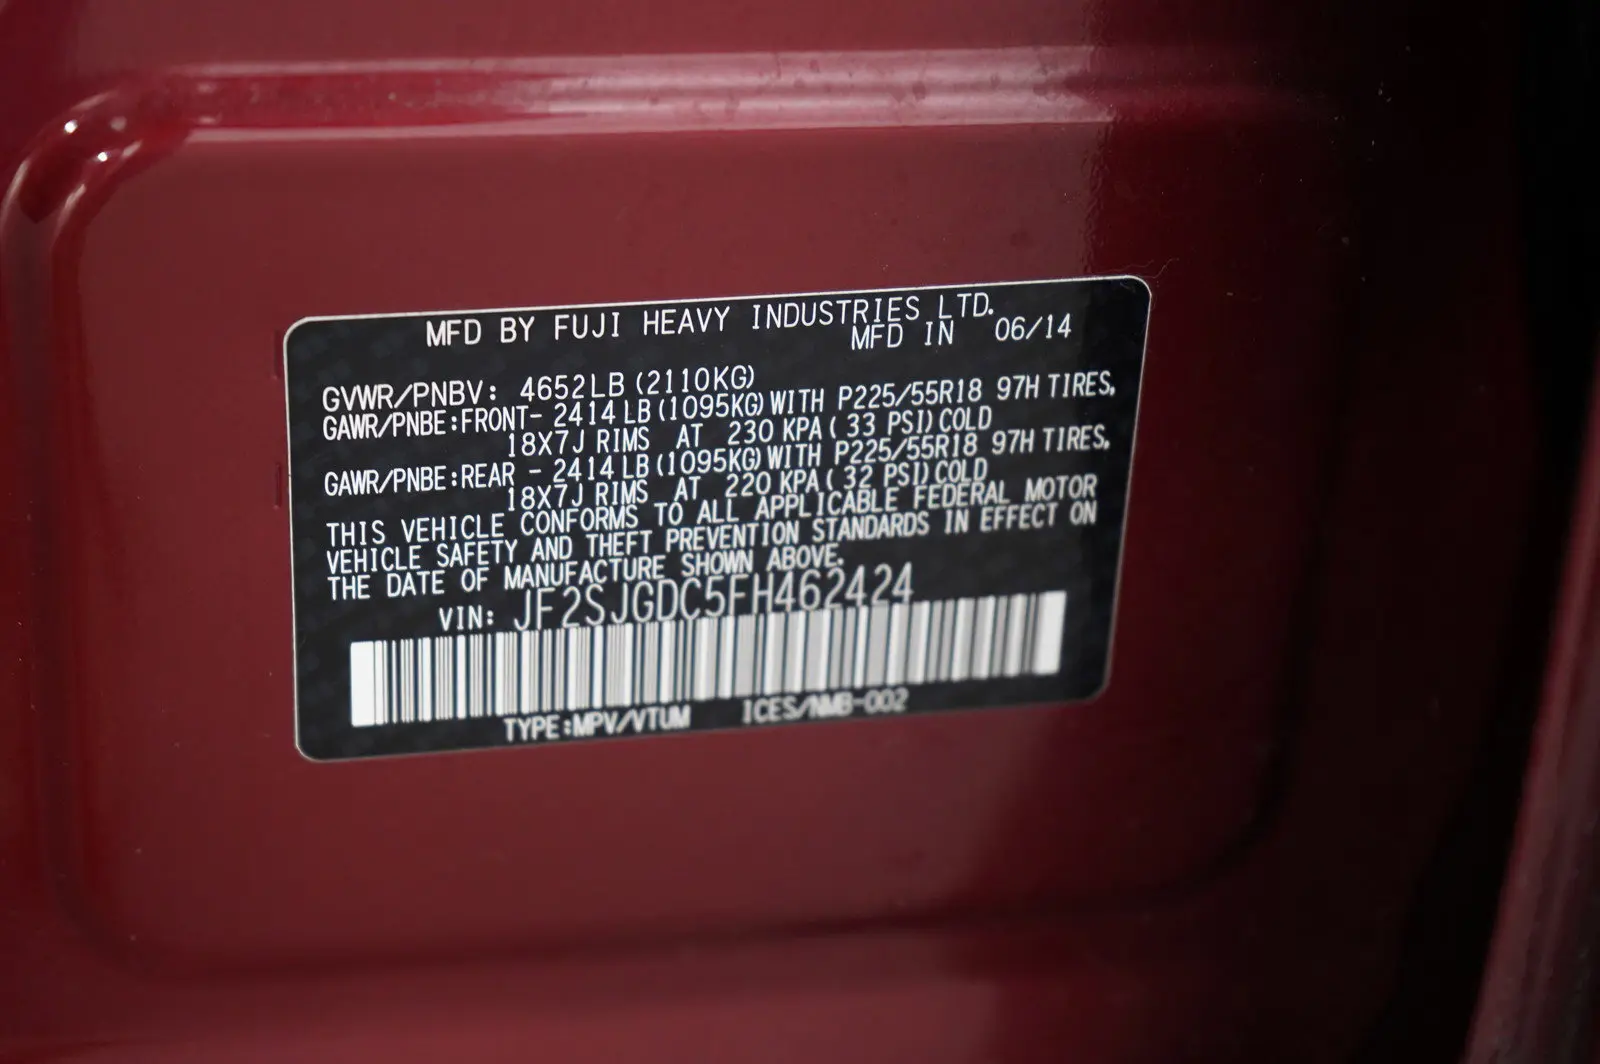 MFD BY FUJI HEAVY INDUSTRIES LTD.
MFD IN 06/14
GVWR/PNBV: 4652LB (2110KG)
GAWR/PNBE:FRONT- 2414LB (1095KG) WITH P225/55R18 97H TIRES,
18X7J RIMS AT 230 KPA (33 PSI) COLD
GAWR/PNBE:REAR - 2414LB (1095KG) WITH P225/55R18 97H TIRES,
18X7J RIMS AT 220 KPA (32 PSI) COLD
THIS VEHICLE CONFORMS TO ALL APPLICABLE FEDERAL MOTOR
VEHICLE SAFETY AND THEFT PREVENTION STANDARDS IN EFFECT ON
THE DATE OF MANUFACTURE SHOWN ABOVE.
VIN: JF2SJGDC5FH462424
TYPE:MPV/VTUM ICES/NMB-002